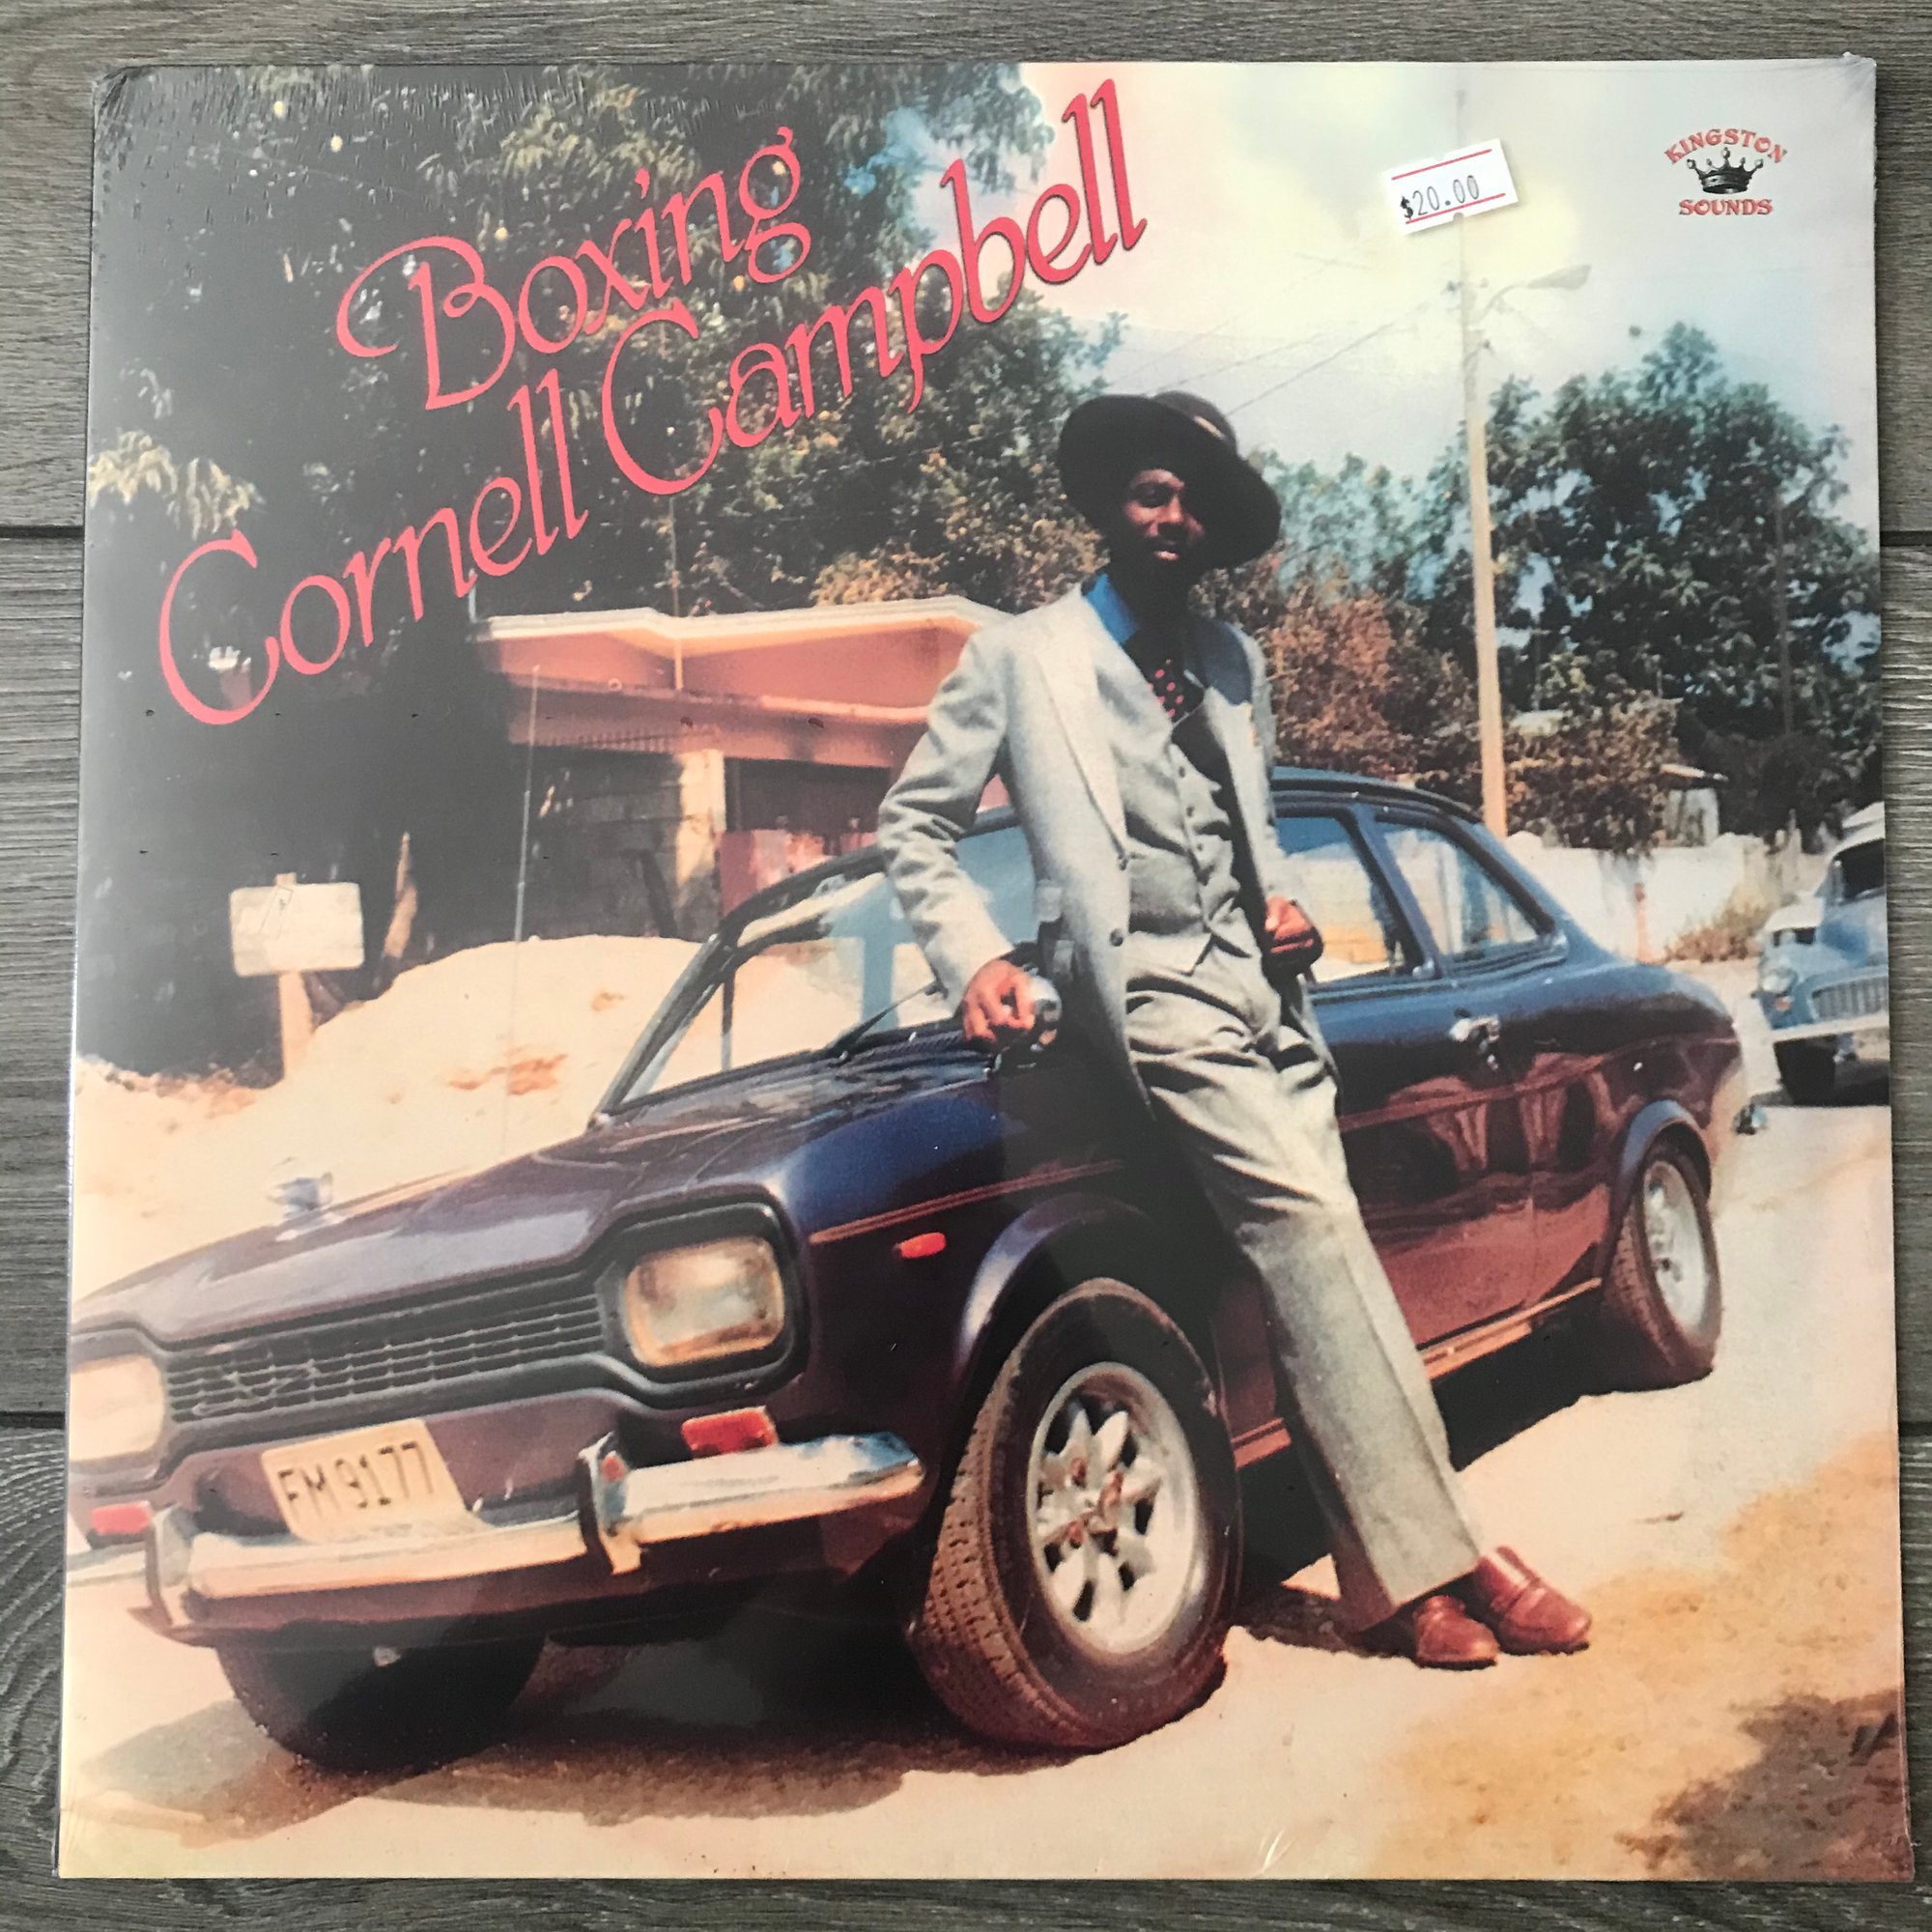 Boxing
Cornell Campbell
$20.00
KINGSTON
SOUNDS
FM 9177